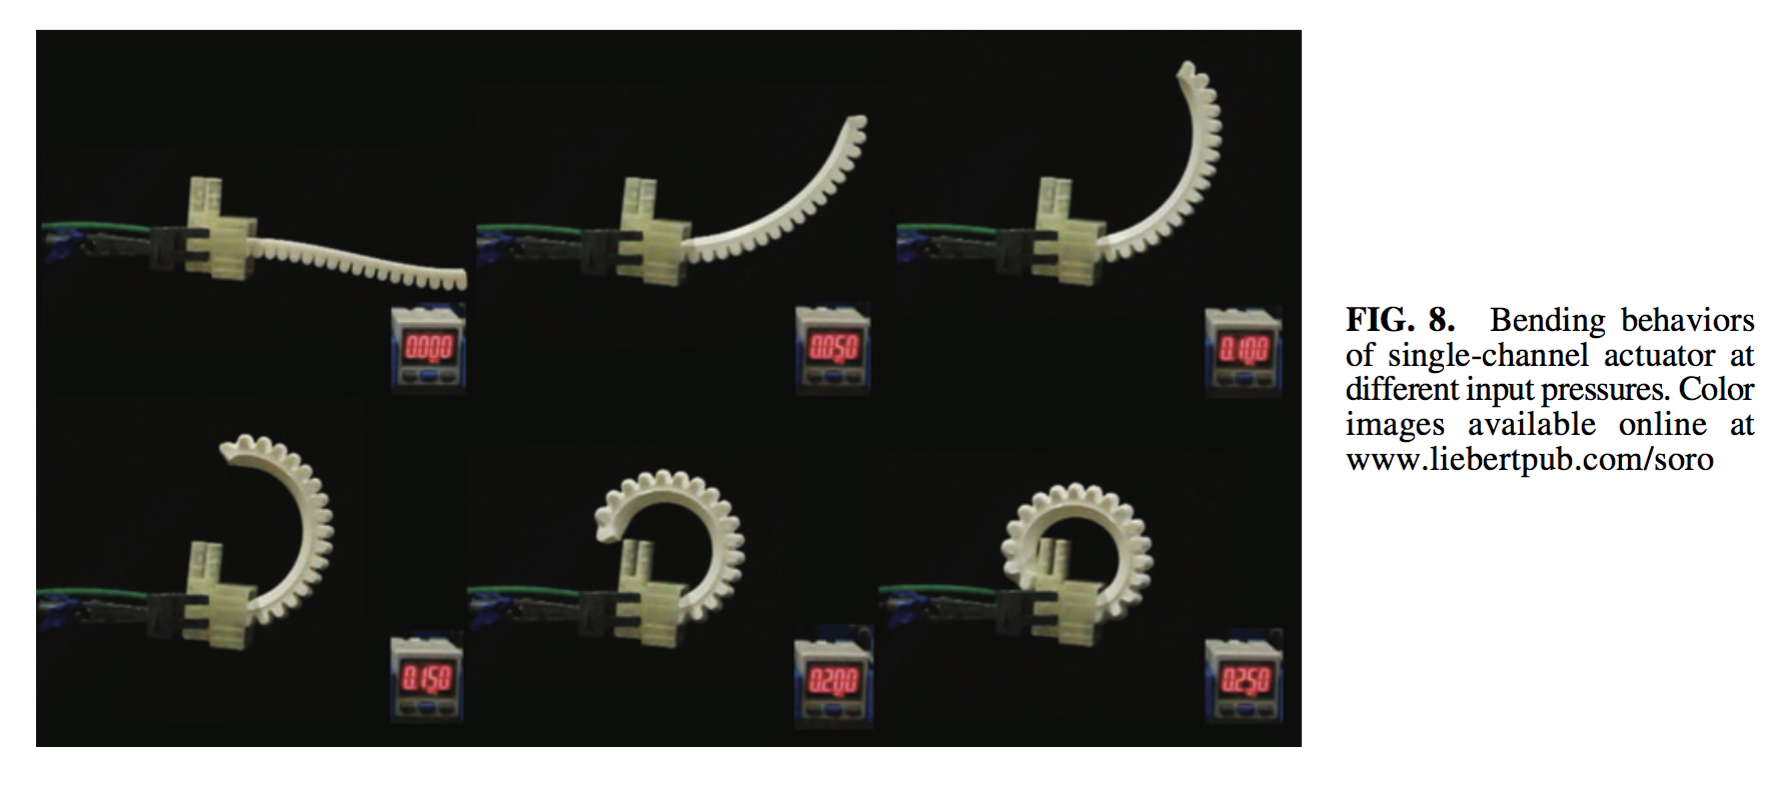 0.000
0.050
0.100
0.150
0.200
0.250
FIG. 8. Bending behaviors
of single-channel actuator at
different input pressures. Color
images available online at
www.liebertpub.com/soro